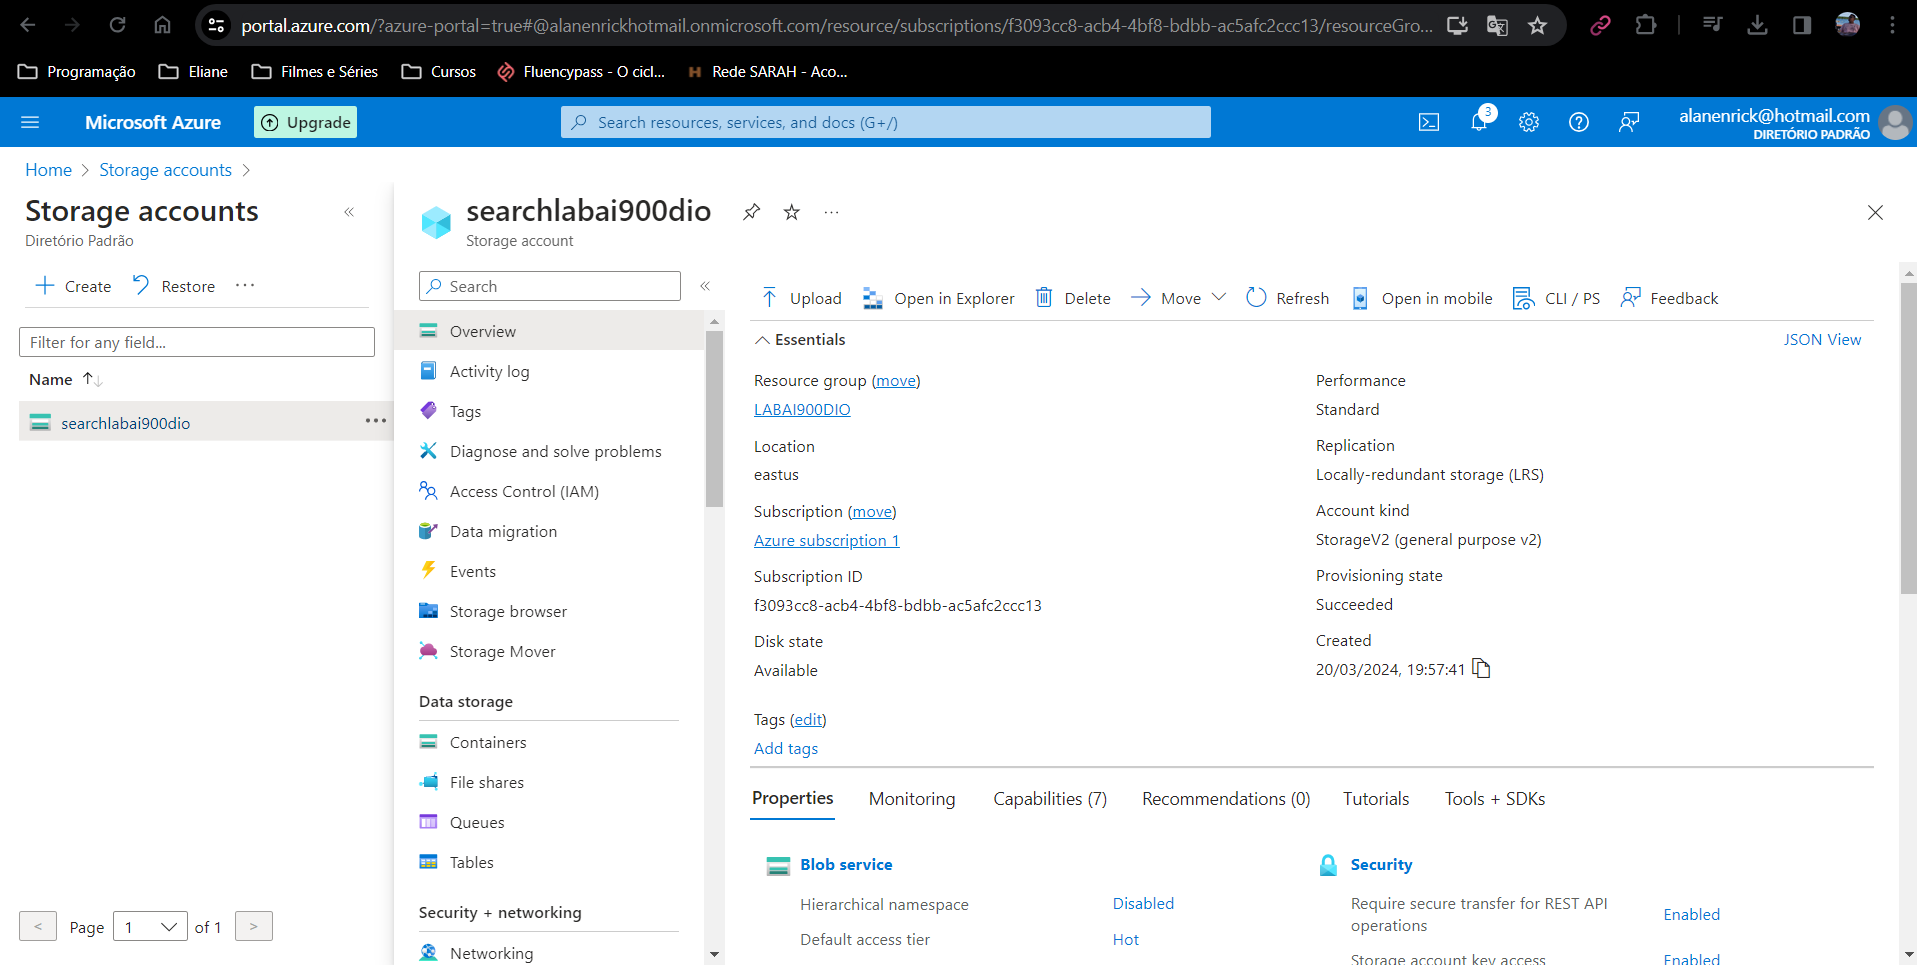 portal.azure.com/?azure-portal=true#@alanenrickhotmail.onmicrosoft.com/resource/subscriptions/f3093cc8-acb4-4bf8-bdbb-ac5afc2ccc13/resourceGro...
Programação Eliane Filmes e Séries Cursos Fluencypass - O cicl... H Rede SARAH - Aco...
Microsoft Azure Upgrade Search resources, services, and docs (G+/) 3 alanenrick@hotmail.com
DIRETÓRIO PADRÃO
Home > Storage accounts >
Storage accounts «
Diretório Padrão
Create Restore ...
Filter for any field...
Name ↑↓
searchlabai900dio ...
< Page 1 of 1 >
searchlabai900dio ...
Storage account
Search «
Overview
Activity log
Tags
Diagnose and solve problems
Access Control (IAM)
Data migration
Events
Storage browser
Storage Mover
Data storage
Containers
File shares
Queues
Tables
Security + networking
Networking
Upload Open in Explorer Delete Move Refresh Open in mobile CLI / PS Feedback
Essentials JSON View
Resource group (move)
LABAI900DIO
Location
eastus
Subscription (move)
Azure subscription 1
Subscription ID
f3093cc8-acb4-4bf8-bdbb-ac5afc2ccc13
Disk state
Available
Performance
Standard
Replication
Locally-redundant storage (LRS)
Account kind
StorageV2 (general purpose v2)
Provisioning state
Succeeded
Created
20/03/2024, 19:57:41
Tags (edit)
Add tags
Properties Monitoring Capabilities (7) Recommendations (0) Tutorials Tools + SDKs
Blob service
Hierarchical namespace Disabled
Default access tier Hot
Security
Require secure transfer for REST API
operations Enabled
Storage account key access Enabled